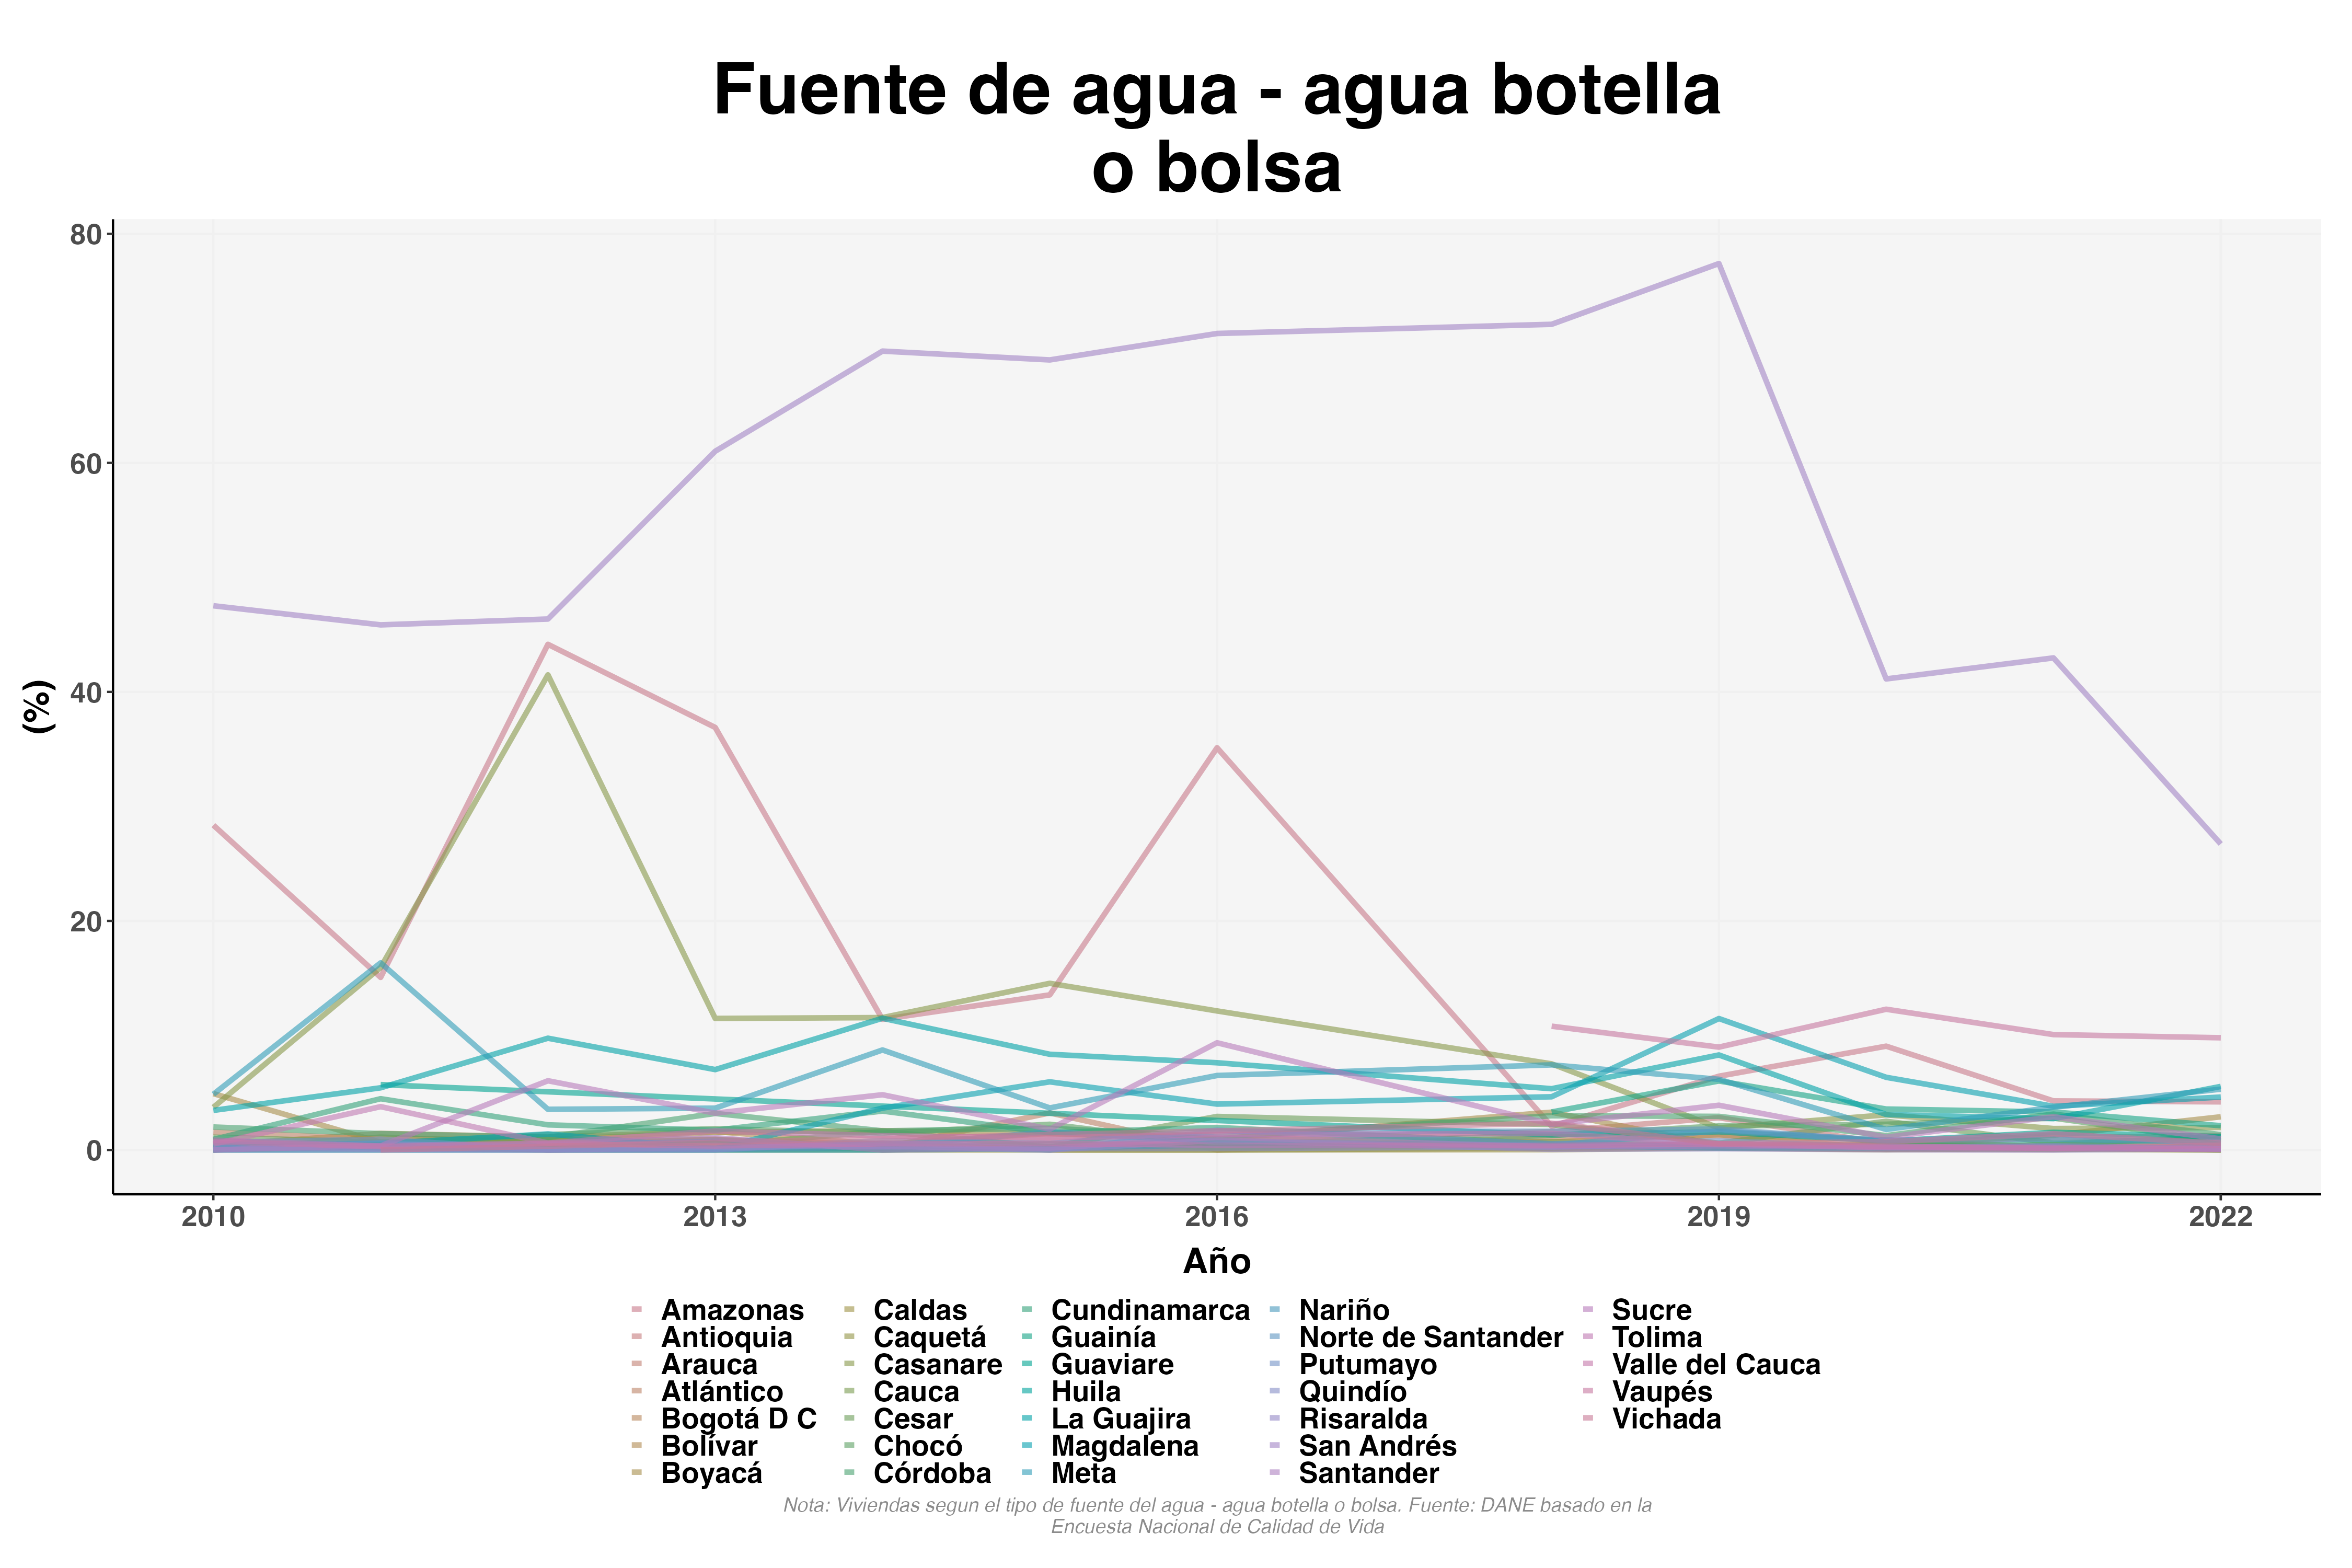 Fuente de agua - agua botella
o bolsa
80
60
40
20
0
(%)
2010 2013 2016 2019 2022
Año
Amazonas Caldas Cundinamarca Nariño Sucre
Antioquia Caquetá Guainía Norte de Santander Tolima
Arauca Casanare Guaviare Putumayo Valle del Cauca
Atlántico Cauca Huila Quindío Vaupés
Bogotá D C Cesar La Guajira Risaralda Vichada
Bolívar Chocó Magdalena San Andrés
Boyacá Córdoba Meta Santander
Nota: Viviendas segun el tipo de fuente del agua - agua botella o bolsa. Fuente: DANE basado en la
Encuesta Nacional de Calidad de Vida